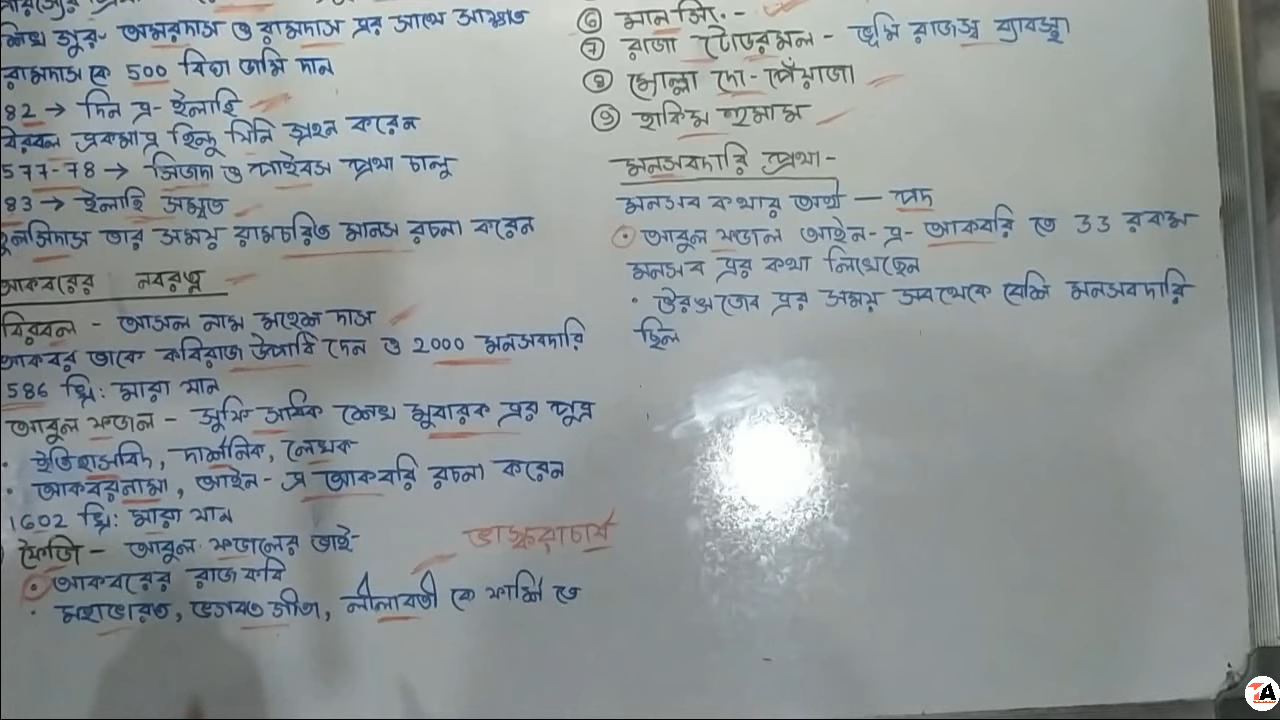 শিখ গুরু- অমরদাস ও রামদাস এর সাথে সাক্ষাত
রামদাস কে 500 বিঘা জমি দান
82 → দিন এ- ইলাহি
বিরবল একমাত্র হিন্দু যিনি গ্রহন করেন
577-78 → সিজদা ও পাইবস প্রথা চালু
83 → ইলাহি সম্বত
তুলসিদাস তার সময় রামচরিত মানস রচনা করেন
আকবরের নবরত্ন
বিরবল - আসল নাম মহেশ দাস
আকবর তাকে কবিরাজ উপাধি দেন ও 2000 মনসবদারি
586 খ্রি: মারা যান
আবুল ফজল - সুফি সাধক শেখ মুবারক এর পুত্র
· ইতিহাসবিদ, দার্শনিক, লেখক
· আকবরনামা, আইন- এ আকবরি রচনা করেন
1602 খ্রি: মারা যান
ফৈজি - আবুল ফজলের ভাই
· আকবরের রাজকবি
ভাস্করাচার্য
· মহাভারত, ভগবত গীতা, লীলাবতী কে ফার্সি তে
⑥ মান সিং -
⑦ রাজা টোডরমল - ভূমি রাজস্ব ব্যাবস্থা
⑧ মোল্লা দো-পেঁয়াজা
⑨ হাকিম হুমাম
মনসবদারি প্রথা-
মনসব কথার অর্থ — পদ
· আবুল ফজল আইন- এ- আকবরি তে 33 রকম
মনসব এর কথা লিখেছেন
· ঔরঙ্গজেব এর সময় সবথেকে বেশি মনসবদারি
ছিল